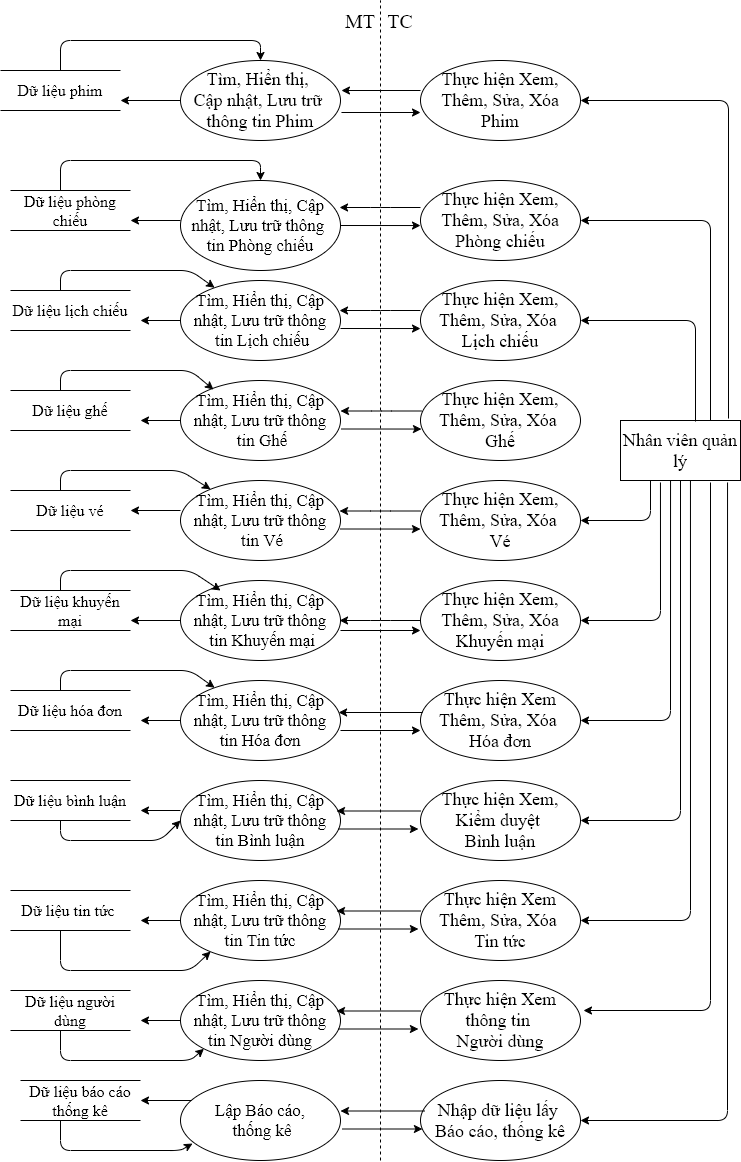 MT TC
Dữ liệu phim
Tìm, Hiển thị,
Cập nhật, Lưu trữ
thông tin Phim
Thực hiện Xem,
Thêm, Sửa, Xóa
Phim
Dữ liệu phòng
chiếu
Tìm, Hiển thị, Cập
nhật, Lưu trữ thông
tin Phòng chiếu
Thực hiện Xem,
Thêm, Sửa, Xóa
Phòng chiếu
Dữ liệu lịch chiếu
Tìm, Hiển thị, Cập
nhật, Lưu trữ thông
tin Lịch chiếu
Thực hiện Xem,
Thêm, Sửa, Xóa
Lịch chiếu
Dữ liệu ghế
Tìm, Hiển thị, Cập
nhật, Lưu trữ thông
tin Ghế
Thực hiện Xem,
Thêm, Sửa, Xóa
Ghế
Nhân viên quản
lý
Dữ liệu vé
Tìm, Hiển thị, Cập
nhật, Lưu trữ thông
tin Vé
Thực hiện Xem,
Thêm, Sửa, Xóa
Vé
Dữ liệu khuyến
mại
Tìm, Hiển thị, Cập
nhật, Lưu trữ thông
tin Khuyến mại
Thực hiện Xem,
Thêm, Sửa, Xóa
Khuyến mại
Dữ liệu hóa đơn
Tìm, Hiển thị, Cập
nhật, Lưu trữ thông
tin Hóa đơn
Thực hiện Xem
Thêm, Sửa, Xóa
Hóa đơn
Dữ liệu bình luận
Tìm, Hiển thị, Cập
nhật, Lưu trữ thông
tin Bình luận
Thực hiện Xem,
Kiểm duyệt
Bình luận
Dữ liệu tin tức
Tìm, Hiển thị, Cập
nhật, Lưu trữ thông
tin Tin tức
Thực hiện Xem
Thêm, Sửa, Xóa
Tin tức
Dữ liệu người
dùng
Tìm, Hiển thị, Cập
nhật, Lưu trữ thông
tin Người dùng
Thực hiện Xem
thông tin
Người dùng
Dữ liệu báo cáo
thống kê
Lập Báo cáo,
thống kê
Nhập dữ liệu lấy
Báo cáo, thống kê